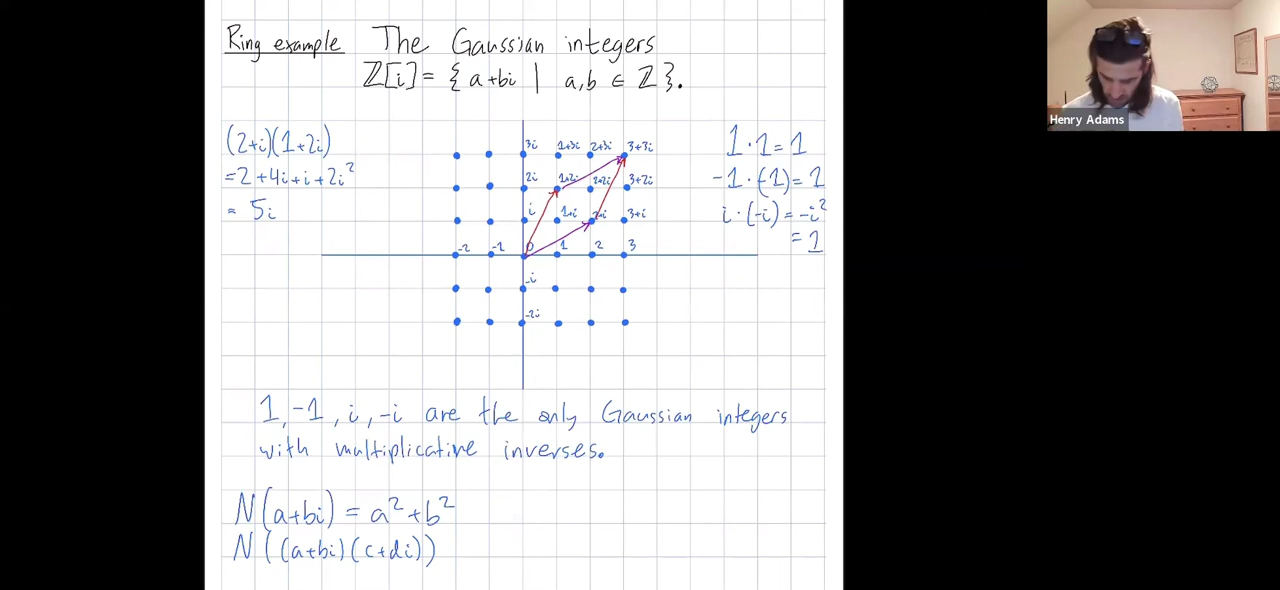 Ring example The Gaussian integers
ℤ[i] = { a+bi | a,b ∈ ℤ }.
(2+i)(1+2i)
=2+4i+i+2i²
= 5i
3i 1+3i 2+3i 3+3i
2i 1+2i 2+2i 3+2i
i 1+i 2+i 3+i
-2 -1 0 1 2 3
-i
-2i
1·1=1
-1·(-1)=1
i·(-i)=-i²
=1
1, -1, i, -i are the only Gaussian integers
with multiplicative inverses.
N(a+bi) = a²+b²
N((a+bi)(c+di))
Henry Adams